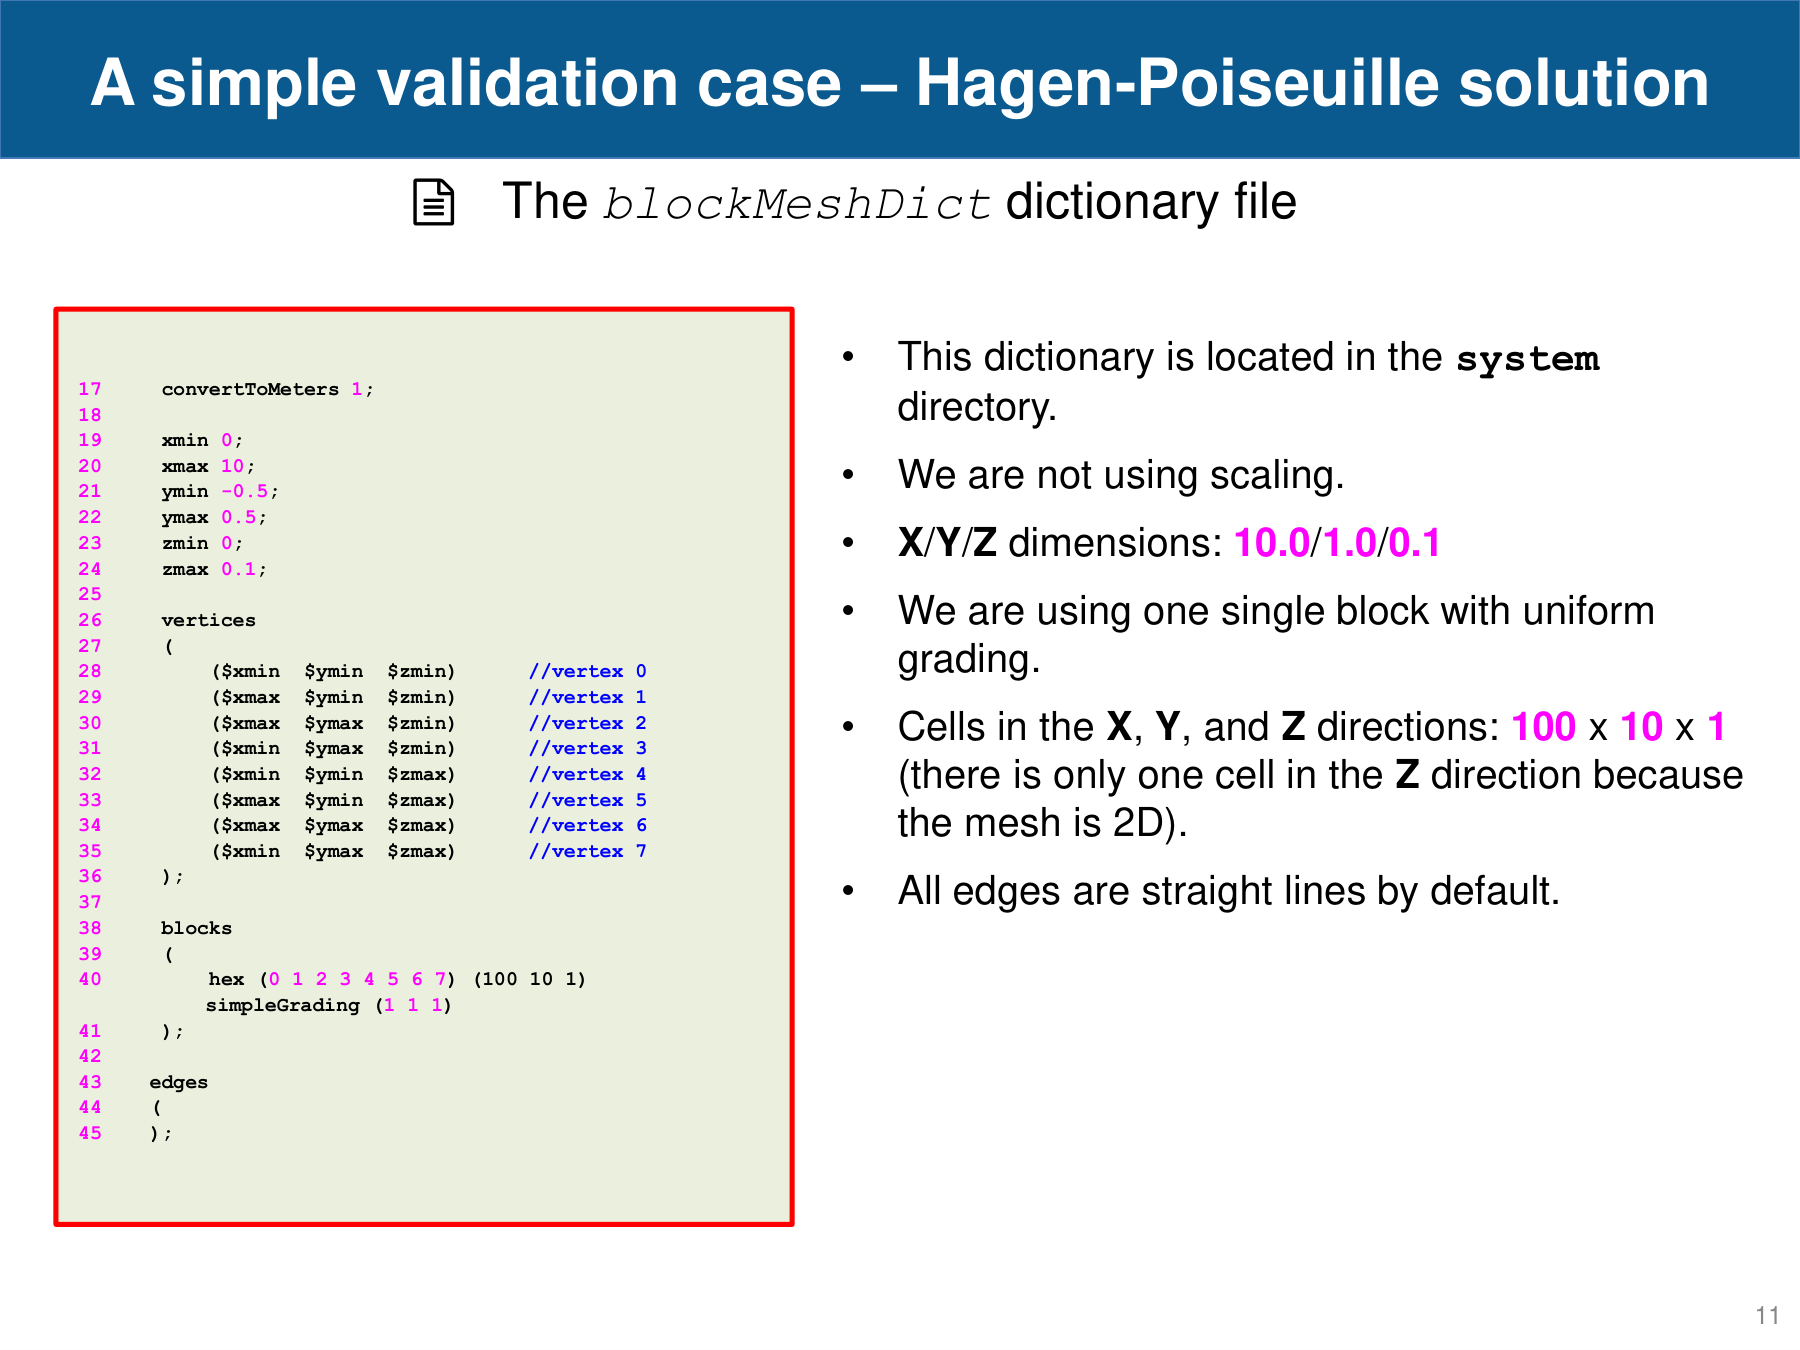 A simple validation case – Hagen-Poiseuille solution
The blockMeshDict dictionary file
17 convertToMeters 1;
18
19 xmin 0;
20 xmax 10;
21 ymin -0.5;
22 ymax 0.5;
23 zmin 0;
24 zmax 0.1;
25
26 vertices
27 (
28 ($xmin $ymin $zmin) //vertex 0
29 ($xmax $ymin $zmin) //vertex 1
30 ($xmax $ymax $zmin) //vertex 2
31 ($xmin $ymax $zmin) //vertex 3
32 ($xmin $ymin $zmax) //vertex 4
33 ($xmax $ymin $zmax) //vertex 5
34 ($xmax $ymax $zmax) //vertex 6
35 ($xmin $ymax $zmax) //vertex 7
36 );
37
38 blocks
39 (
40 hex (0 1 2 3 4 5 6 7) (100 10 1)
simpleGrading (1 1 1)
41 );
42
43 edges
44 (
45 );
• This dictionary is located in the system
directory.
• We are not using scaling.
• X/Y/Z dimensions: 10.0/1.0/0.1
• We are using one single block with uniform
grading.
• Cells in the X, Y, and Z directions: 100 x 10 x 1
(there is only one cell in the Z direction because
the mesh is 2D).
• All edges are straight lines by default.
11